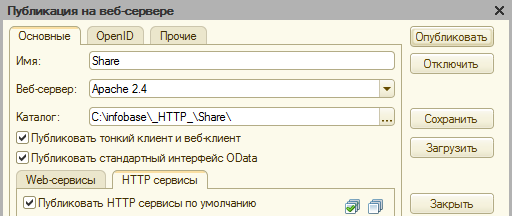 Публикация на веб-сервере
Основные OpenID Прочие
Опубликовать
Имя: Share
Отключить
Веб-сервер: Apache 2.4
Каталог: C:\infobase\_HTTP_\Share\ ...
Сохранить
Публиковать тонкий клиент и веб-клиент
Публиковать стандартный интерфейс OData
Загрузить
Web-сервисы HTTP сервисы
Публиковать HTTP сервисы по умолчанию
Закрыть